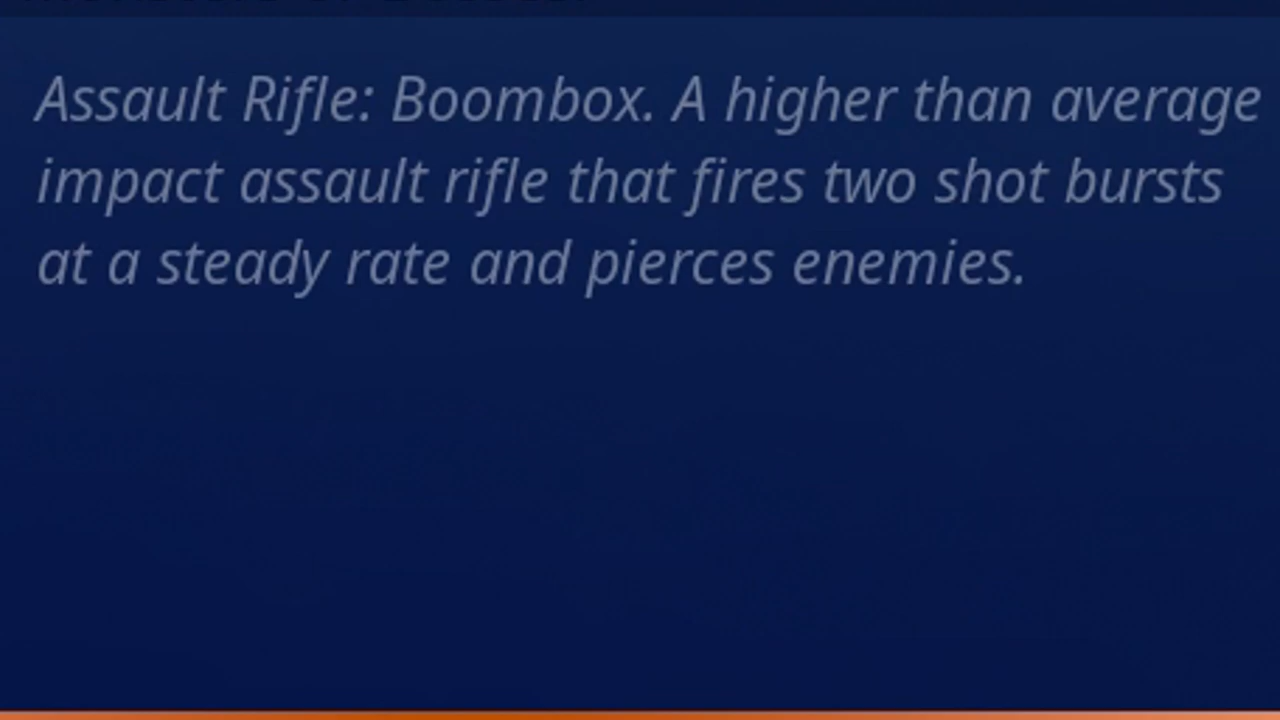 Assault Rifle: Boombox. A higher than average
impact assault rifle that fires two shot bursts
at a steady rate and pierces enemies.